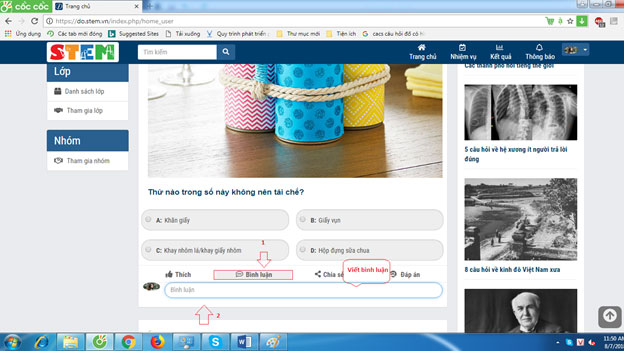 cốc cốc
Trang chủ
https://do.stem.vn/index.php/home_user
Ứng dụng
Các tab mới đóng
Suggested Sites
Tải xuống
Quy trình phát triển
Thư mục mới
Tiện ích
cacs câu hỏi đố có h
STEM
Tìm kiếm
Trang chủ
Nhiệm vụ
Kết quả
Thông báo
Lớp
Danh sách lớp
Tham gia lớp
Nhóm
Tham gia nhóm
Thứ nào trong số này không nên tái chế?
A: Khăn giấy
B: Giấy vụn
C: Khay nhôm lá/khay giấy nhôm
D: Hộp đựng sữa chua
1
Thích
Bình luận
Chia sẻ
Viết bình luận
Đáp án
Bình luận
2
Các thành phố nổi tiếng thế giới
5 câu hỏi về hệ xương ít người trả lời
đúng
8 câu hỏi về kinh đô Việt Nam xưa
11:50 AM
8/7/201